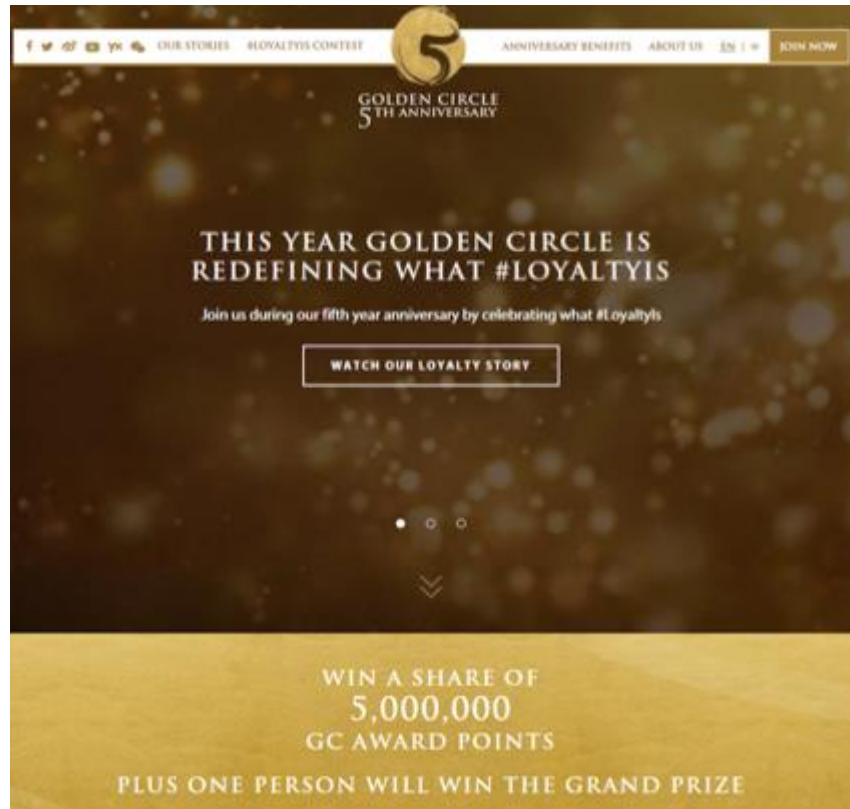 OUR STORIES #LOYALTYIS CONTEST 5 ANNIVERSARY BENEFITS ABOUT US EN | JOIN NOW
GOLDEN CIRCLE
5TH ANNIVERSARY
THIS YEAR GOLDEN CIRCLE IS
REDEFINING WHAT #LOYALTYIS
Join us during our fifth year anniversary by celebrating what #LoyaltyIs
WATCH OUR LOYALTY STORY
WIN A SHARE OF
5,000,000
GC AWARD POINTS
PLUS ONE PERSON WILL WIN THE GRAND PRIZE